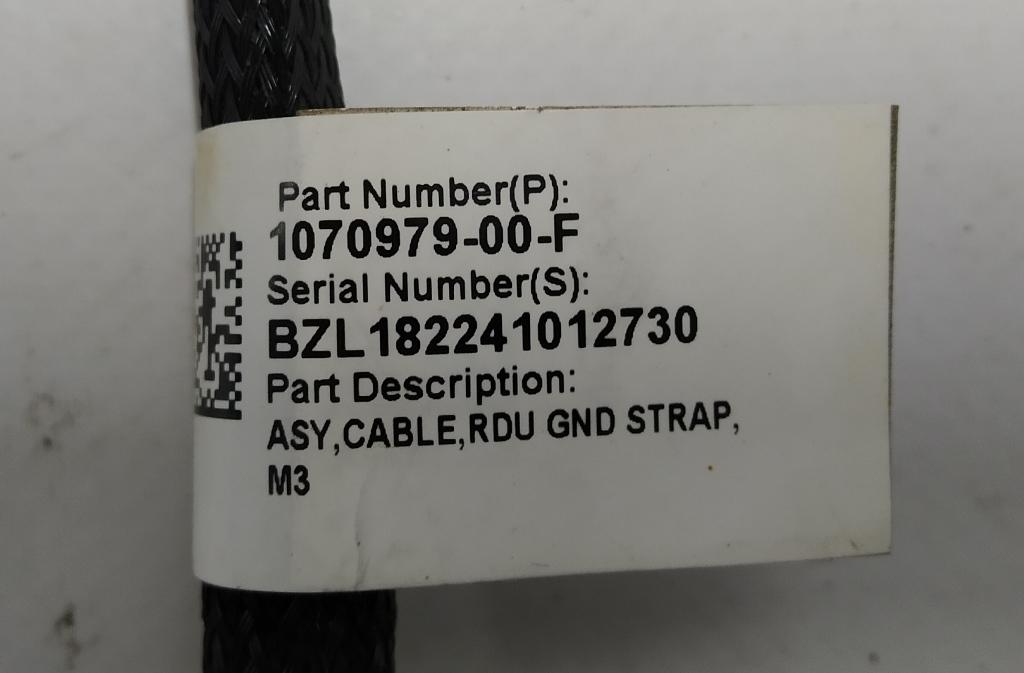 Part Number(P):
1070979-00-F
Serial Number(S):
BZL182241012730
Part Description:
ASY,CABLE,RDU GND STRAP,
M3